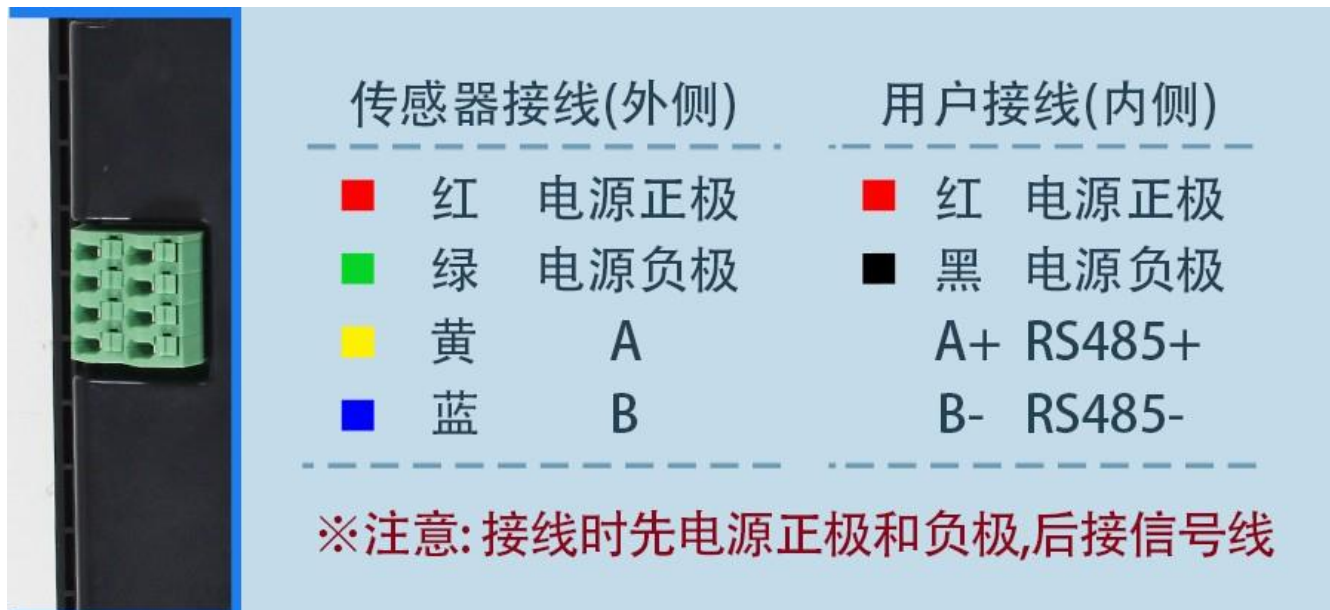 传感器接线(外侧) 用户接线(内侧)
红 电源正极 红 电源正极
绿 电源负极 黑 电源负极
黄 A A+ RS485+
蓝 B B- RS485-
※注意:接线时先电源正极和负极,后接信号线